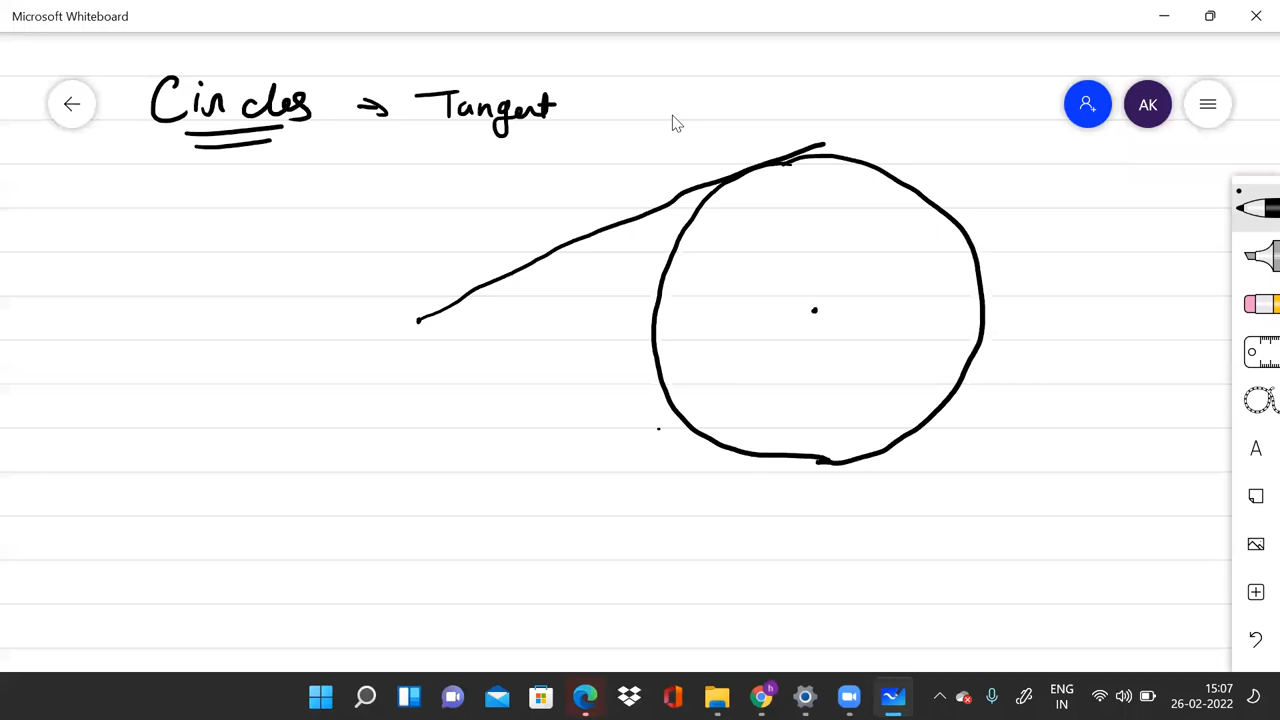 Microsoft Whiteboard
Circles → Tangent
AK
A
h
ENG
IN
15:07
26-02-2022